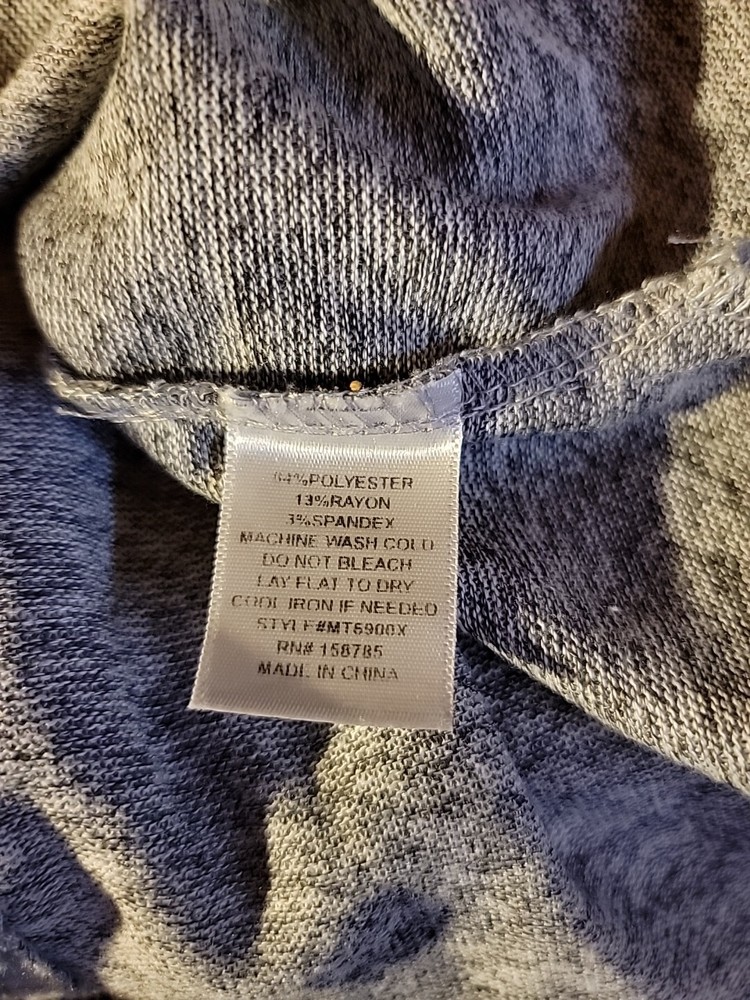 %POLYESTER
13%RAYON
3%SPANDEX
MACHINE WASH COLD
DO NOT BLEACH
LAY FLAT TO DRY
COOL IRON IF NEEDED
STYLE#MT6900X
RN# 158785
MADE IN CHINA